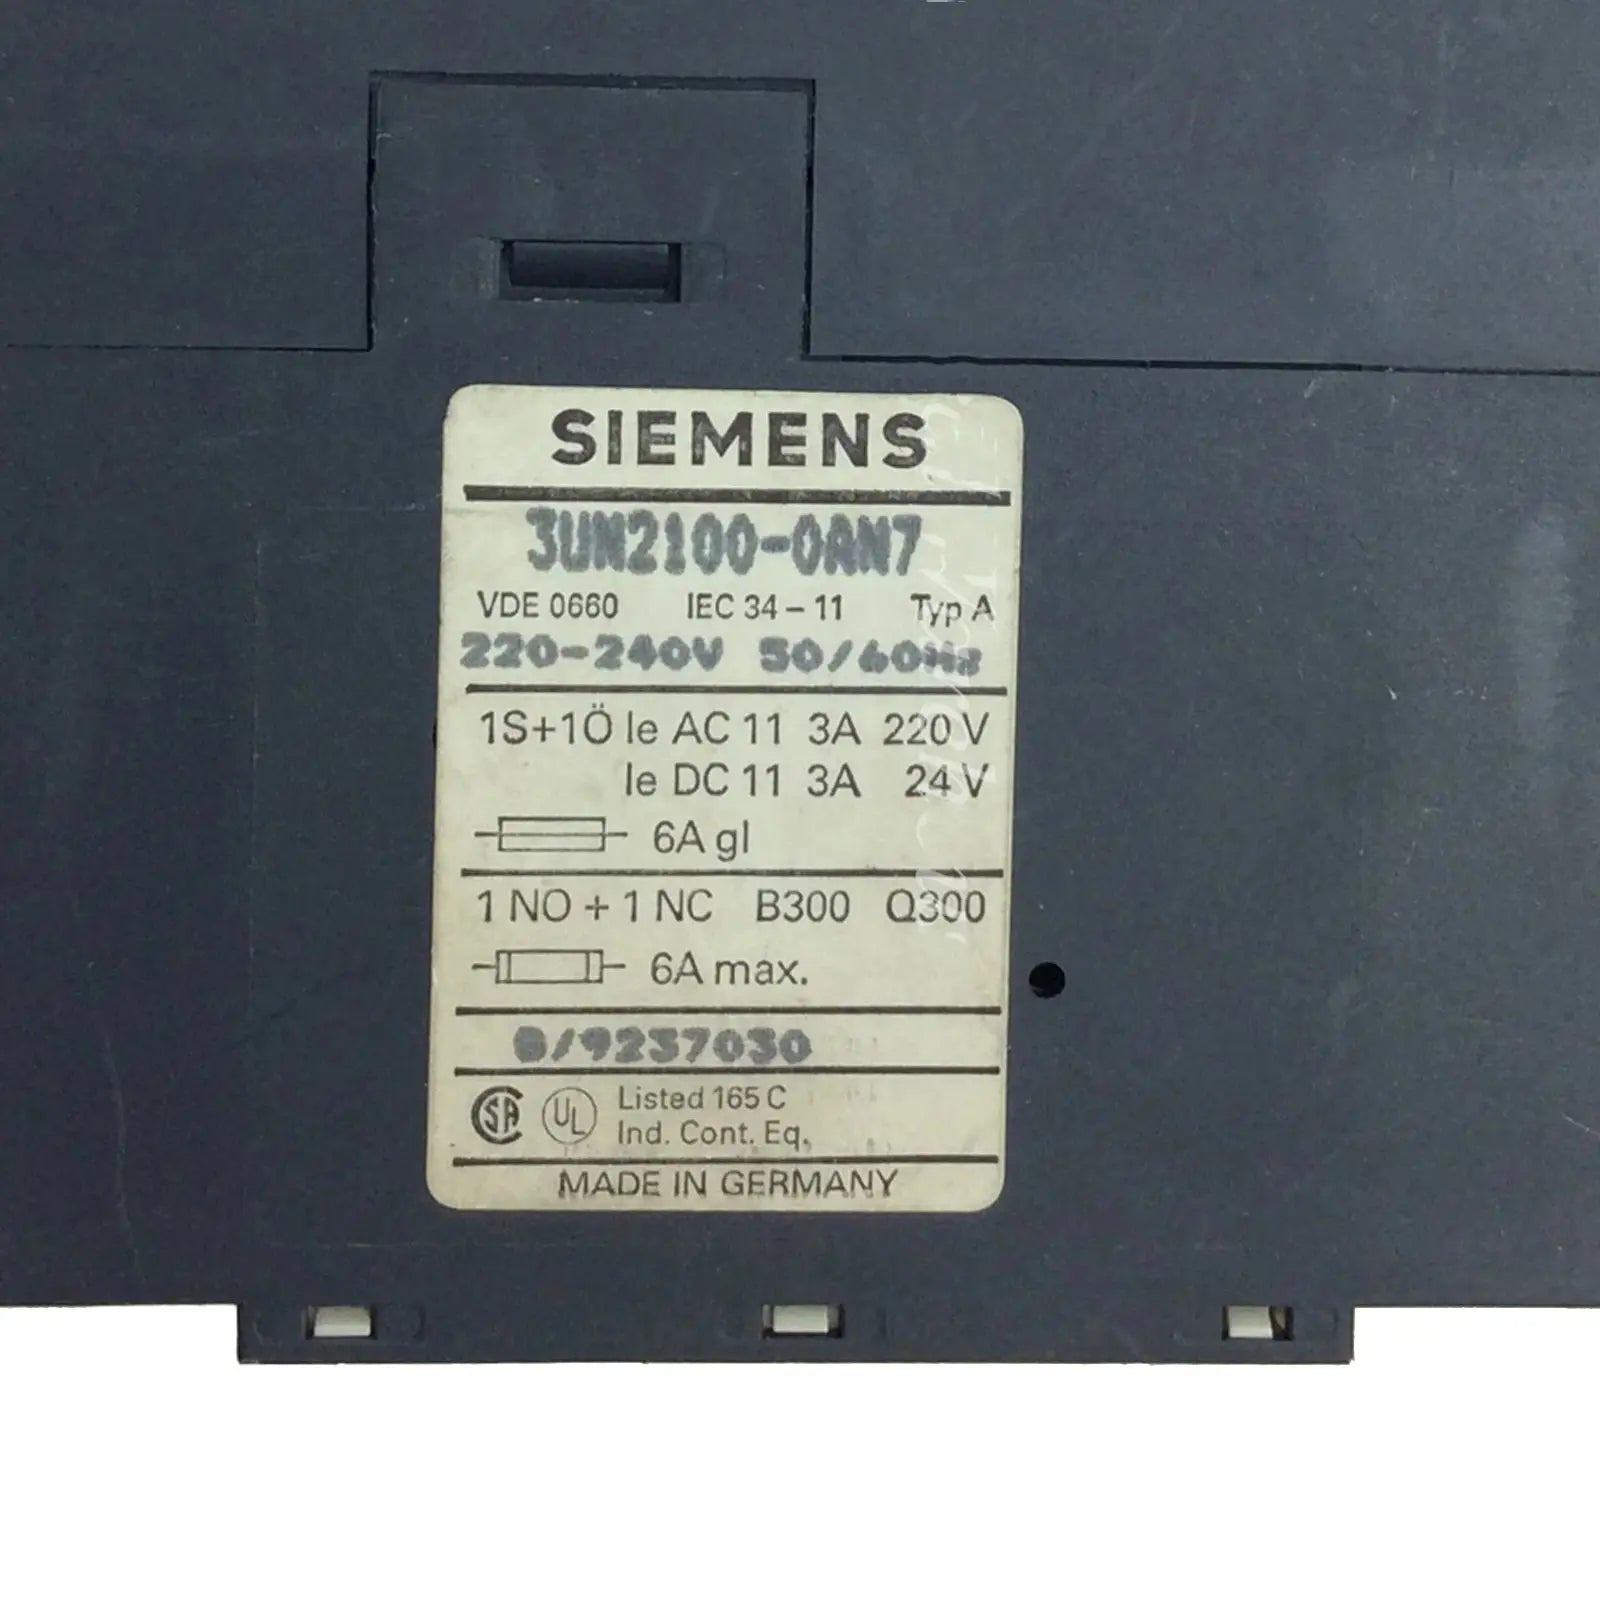 SIEMENS
3UN2100-0AN7
VDE 0660 IEC 34-11 Typ A
220-240V 50/60Hz
1S+1Ö Ie AC 11 3A 220 V
Ie DC 11 3A 24 V
6A gl
1 NO + 1 NC B300 Q300
6A max.
8/9237030
CSA UL Listed 165 C
Ind. Cont. Eq.
MADE IN GERMANY